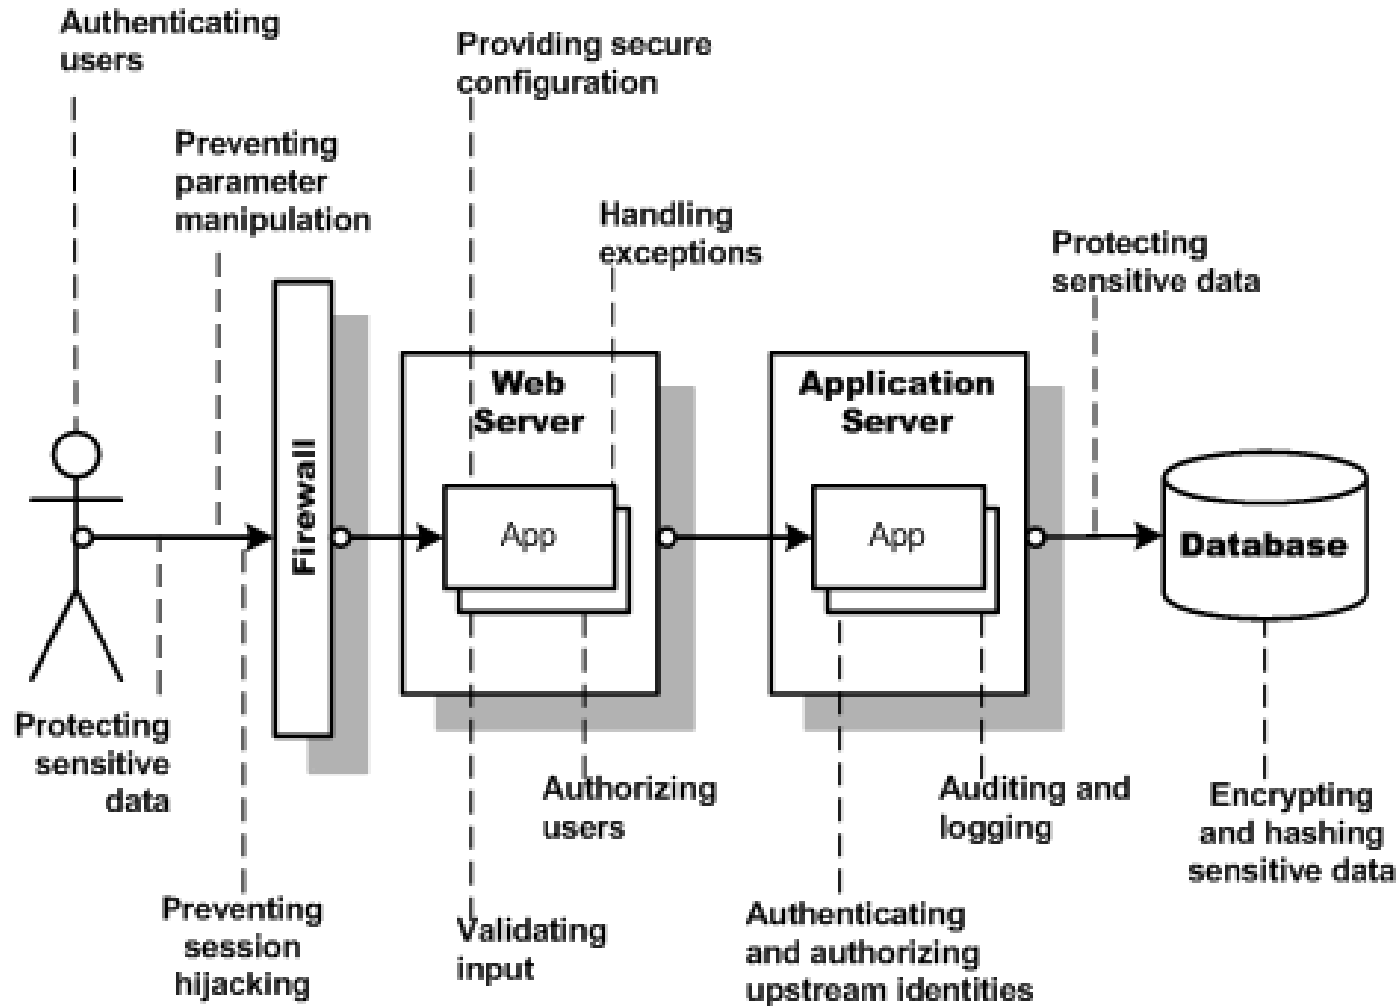 Authenticating
users
Providing secure
configuration
Preventing
parameter
manipulation
Handling
exceptions
Protecting
sensitive data
Web
Server
Application
Server
Firewall
App
App
Database
Protecting
sensitive
data
Authorizing
users
Auditing and
logging
Encrypting
and hashing
sensitive data
Preventing
session
hijacking
Validating
input
Authenticating
and authorizing
upstream identities